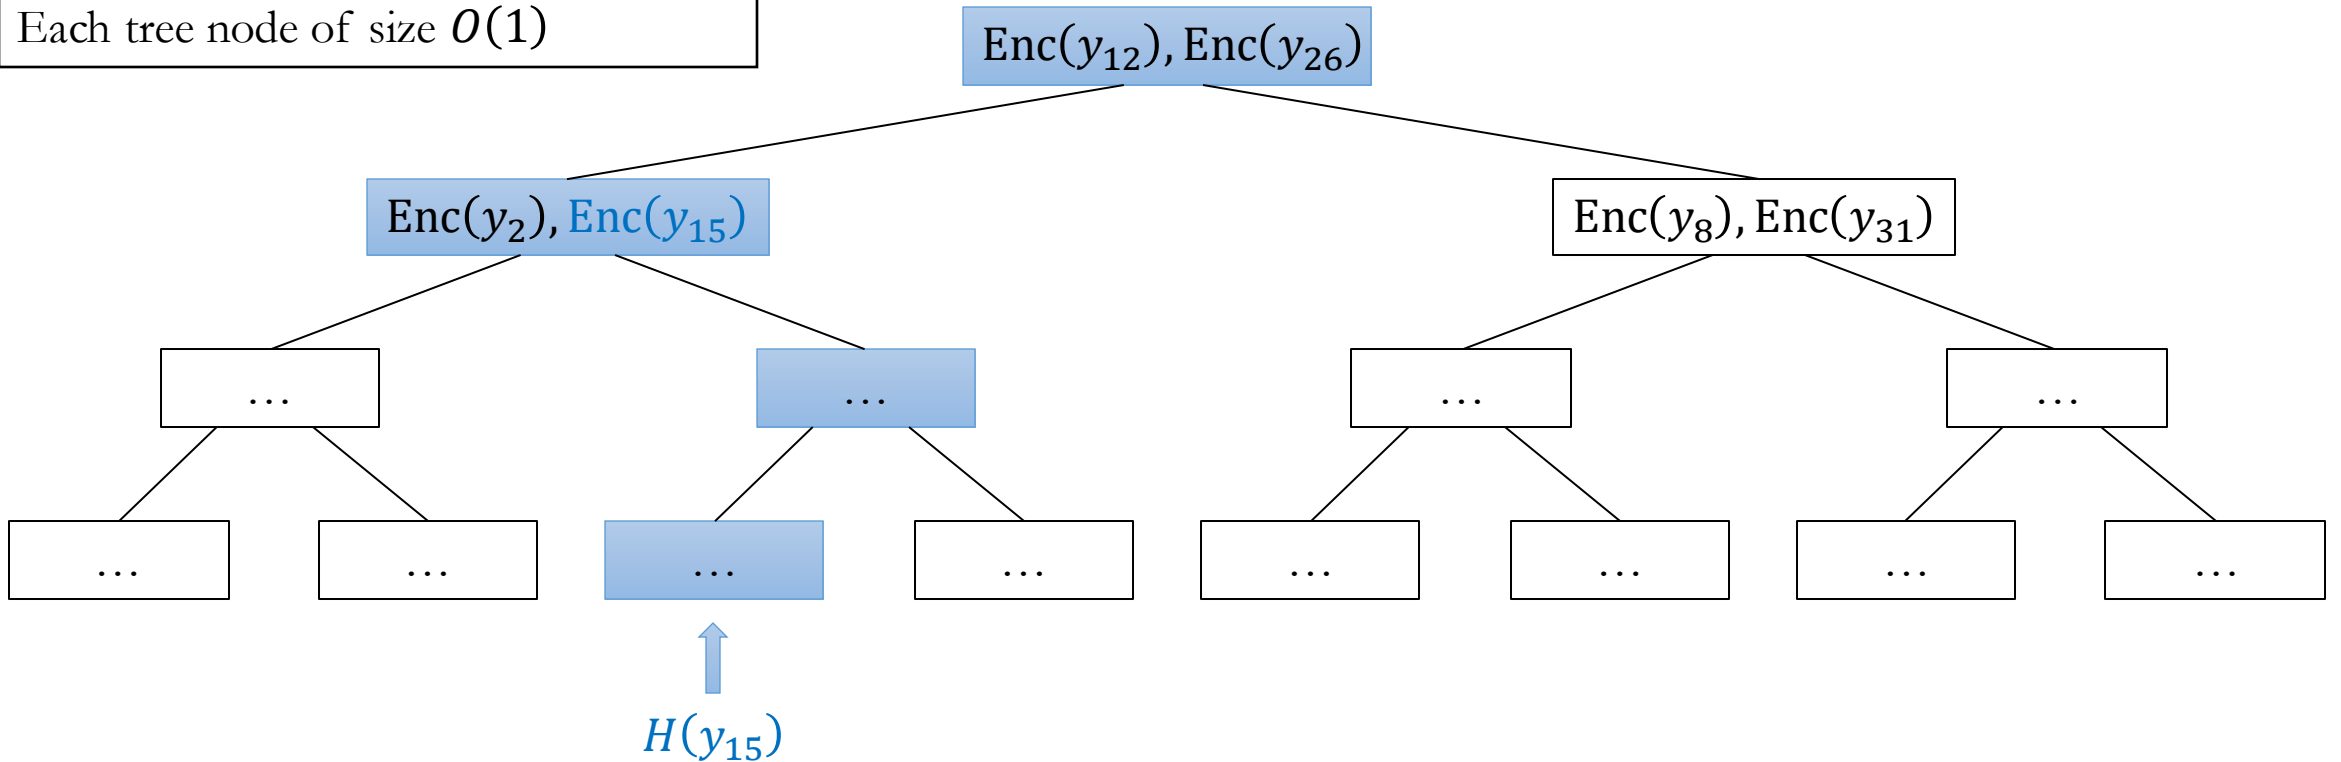 Each tree node of size O(1)
Enc(y₁₂), Enc(y₂₆)
Enc(y₂), Enc(y₁₅)
Enc(y₈), Enc(y₃₁)
...
...
...
...
...
...
...
...
...
...
...
...
H(y₁₅)